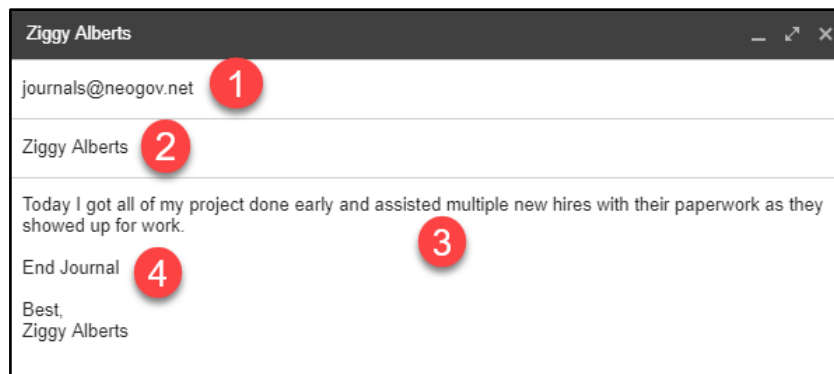 Ziggy Alberts
journals@neogov.net 1
Ziggy Alberts 2
Today I got all of my project done early and assisted multiple new hires with their paperwork as they
showed up for work.
3
End Journal 4
Best,
Ziggy Alberts